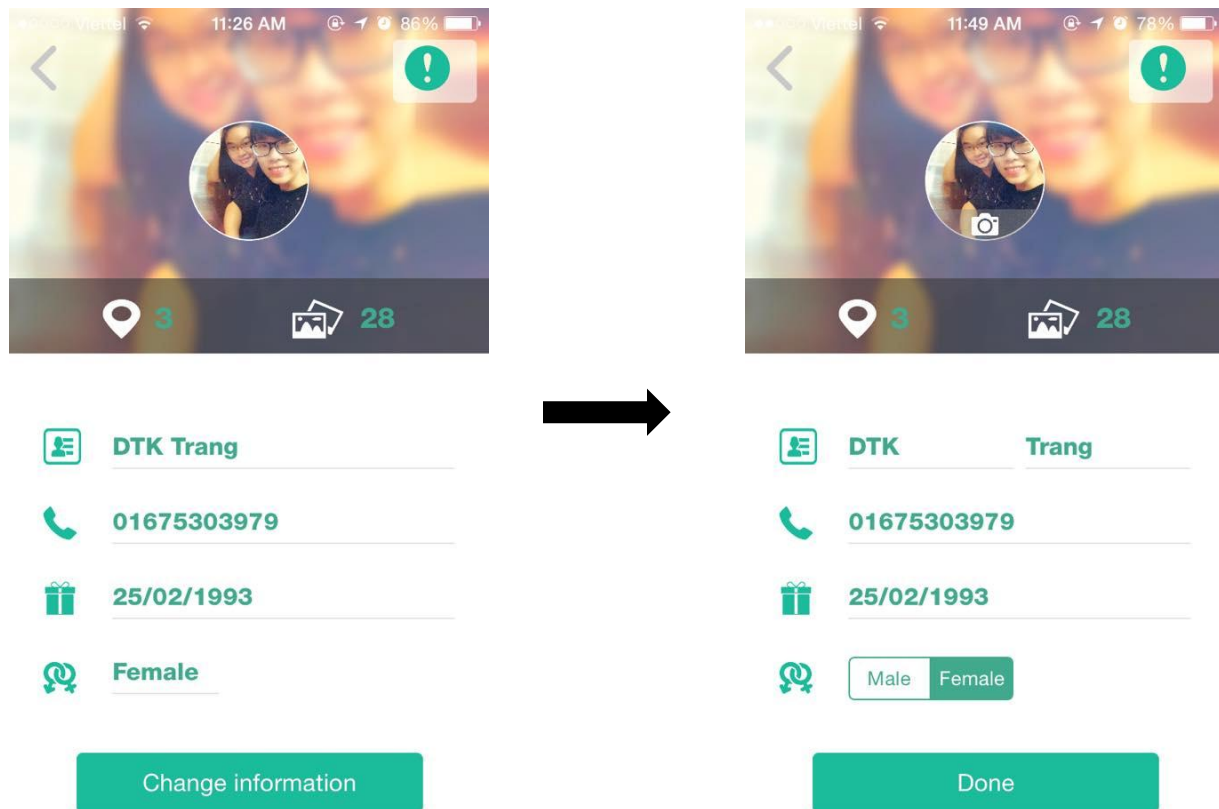 Viettel 11:26 AM 86%
3 28
DTK Trang
01675303979
25/02/1993
Female
Change information
Viettel 11:49 AM 78%
3 28
DTK Trang
01675303979
25/02/1993
Male Female
Done